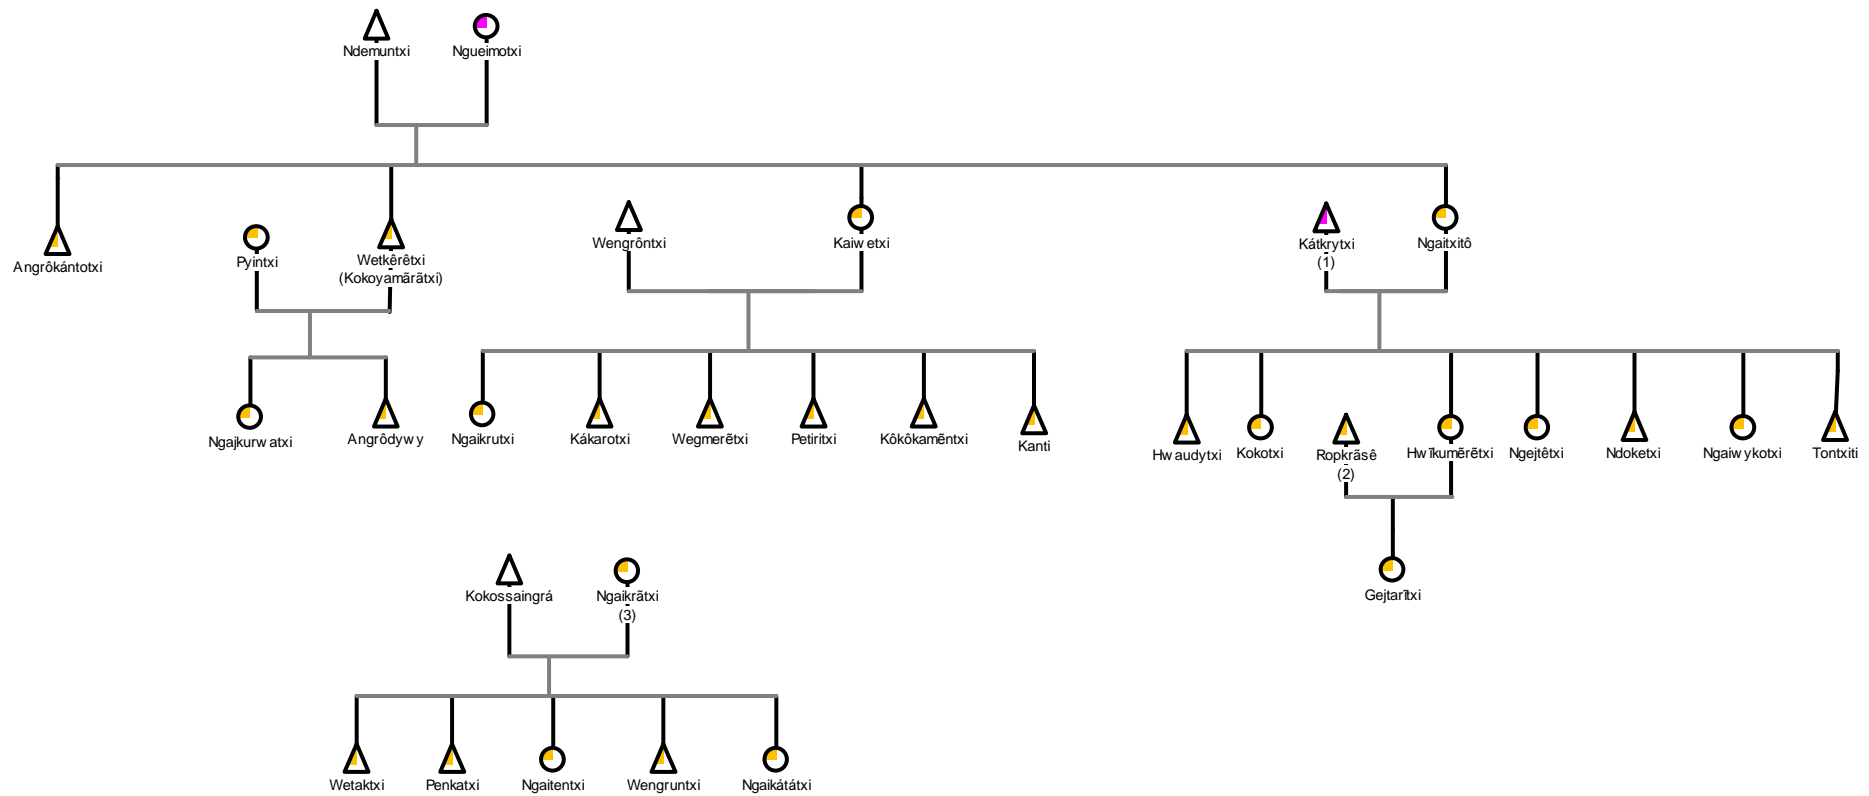 Ndemuntxi
Ngueimotxi
Angrôkántotxi
Pyintxi
Wetkêrêtxi
(Kokoyamãrãtxi)
Wengrôntxi
Kaiwetxi
Kátkrytxi
(1)
Ngaitxitô
Ngajkurwatxi
Angrôdywy
Ngaikrutxi
Kákarotxi
Wegmerẽtxi
Petiritxi
Kôkôkamẽntxi
Kanti
Hwaudytxi
Kokotxi
Ropkrãsê
(2)
Hwĩkumẽrẽtxi
Ngejtêtxi
Ndoketxi
Ngaiwykotxi
Tontxiti
Gejtarĩtxi
Kokossaingrá
Ngaikrãtxi
(3)
Wetaktxi
Penkatxi
Ngaitentxi
Wengruntxi
Ngaikátátxi